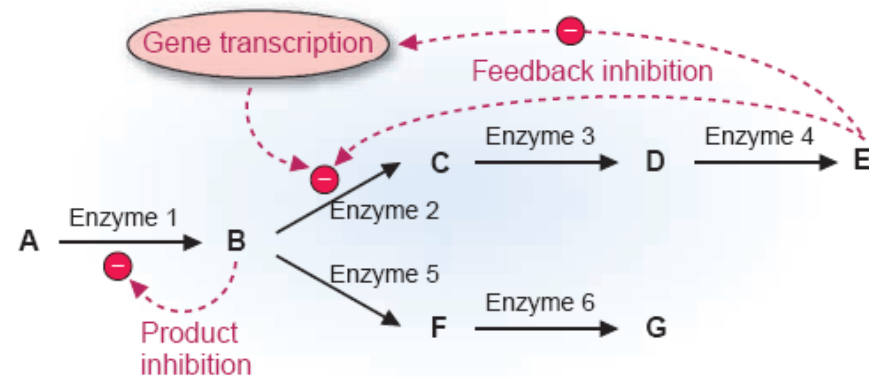 Gene transcription
−
Feedback inhibition
−
C
Enzyme 3
D
Enzyme 4
E
Enzyme 2
A
Enzyme 1
B
−
Enzyme 5
F
Enzyme 6
G
Product
inhibition